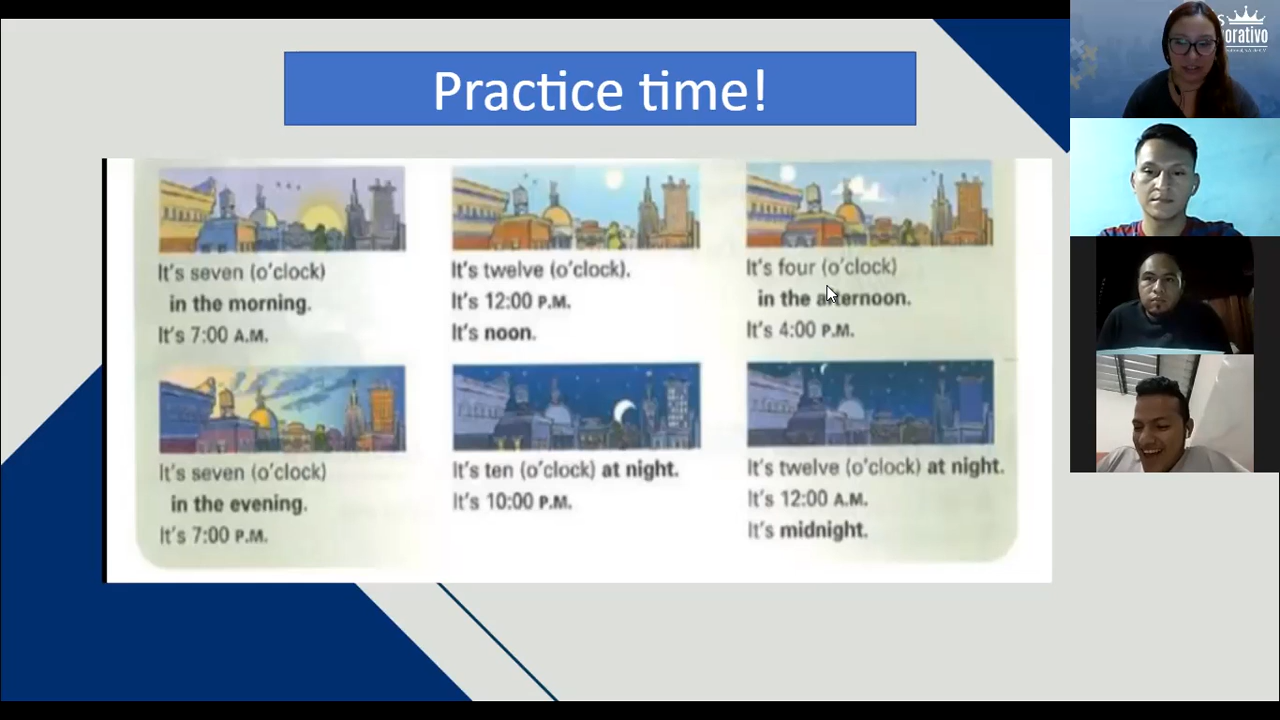 Practice time!
It's seven (o'clock)
in the morning.
It's 7:00 A.M.
It's twelve (o'clock).
It's 12:00 P.M.
It's noon.
It's four (o'clock)
in the afternoon.
It's 4:00 P.M.
It's seven (o'clock)
in the evening.
It's 7:00 P.M.
It's ten (o'clock) at night.
It's 10:00 P.M.
It's twelve (o'clock) at night.
It's 12:00 A.M.
It's midnight.